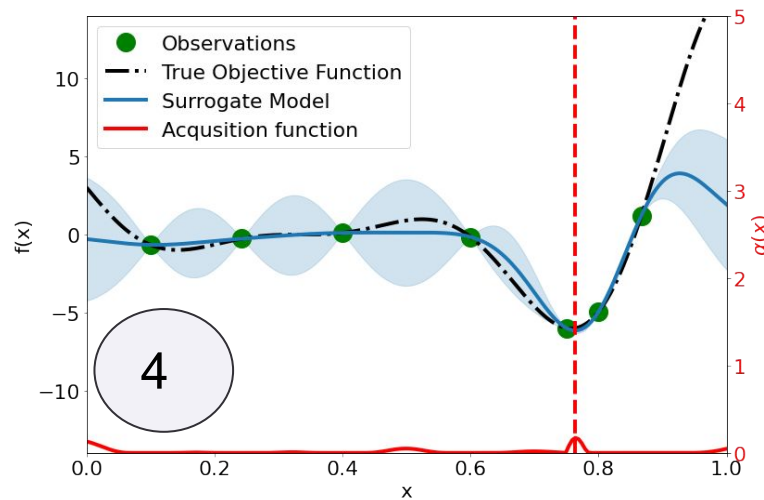 Observations
True Objective Function
Surrogate Model
Acqusition function
10
5
0
−5
−10
f(x)
5
4
3
2
1
0
α(x)
4
0.0 0.2 0.4 0.6 0.8 1.0
x